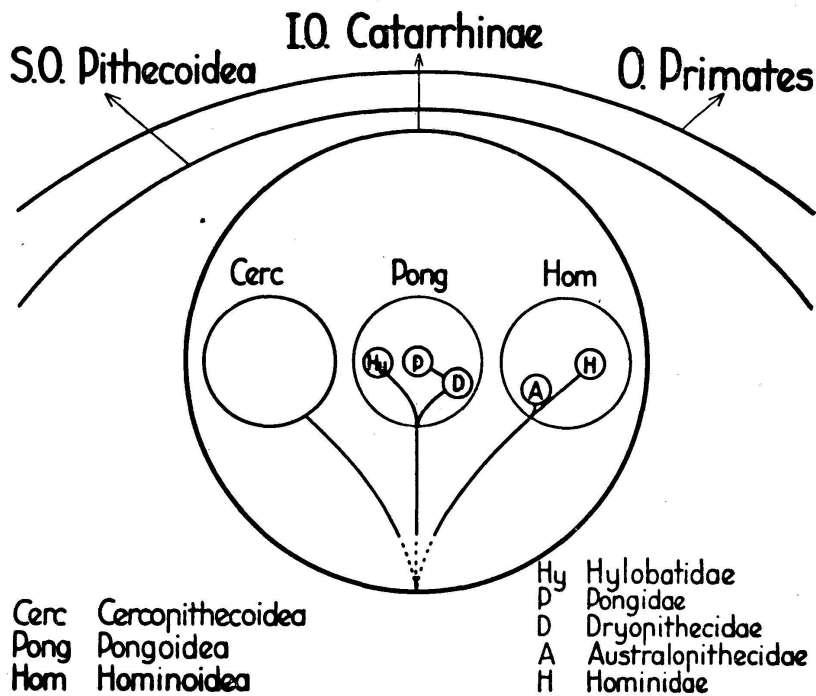 I.O. Catarrhinae
S.O. Pithecoidea
O. Primates
Cerc Pong Hom
Hy P D A H
Cerc Cercopithecoidea
Pong Pongoidea
Hom Hominoidea
Hy Hylobatidae
P Pongidae
D Dryopithecidae
A Australopithecidae
H Hominidae